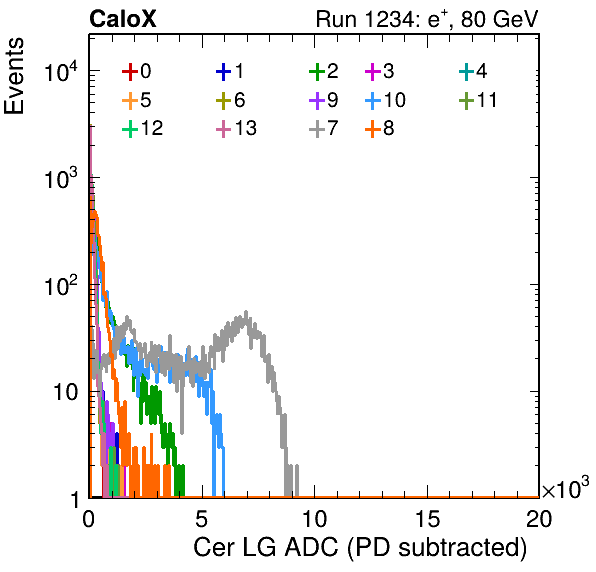 CaloX Run 1234: e⁺, 80 GeV
Events
10⁴
10³
10²
10
1
0 1 2 3 4
5 6 9 10 11
12 13 7 8
0 5 10 15 20
×10³
Cer LG ADC (PD subtracted)